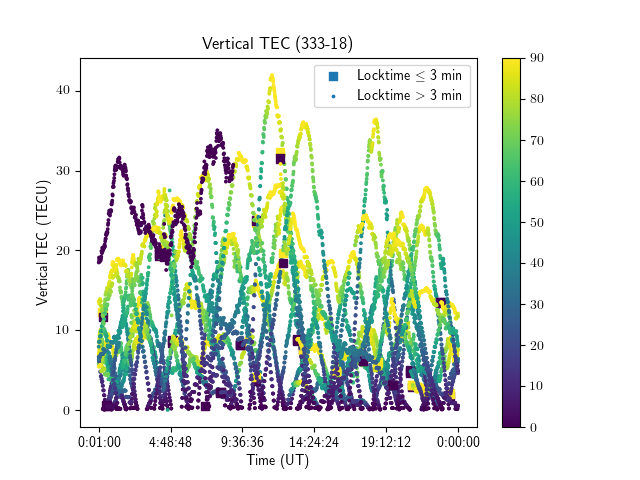 Vertical TEC (333-18)
Locktime ≤ 3 min
Locktime > 3 min
Vertical TEC (TECU)
40
30
20
10
0
0:01:00 4:48:48 9:36:36 14:24:24 19:12:12 0:00:00
Time (UT)
90
80
70
60
50
40
30
20
10
0